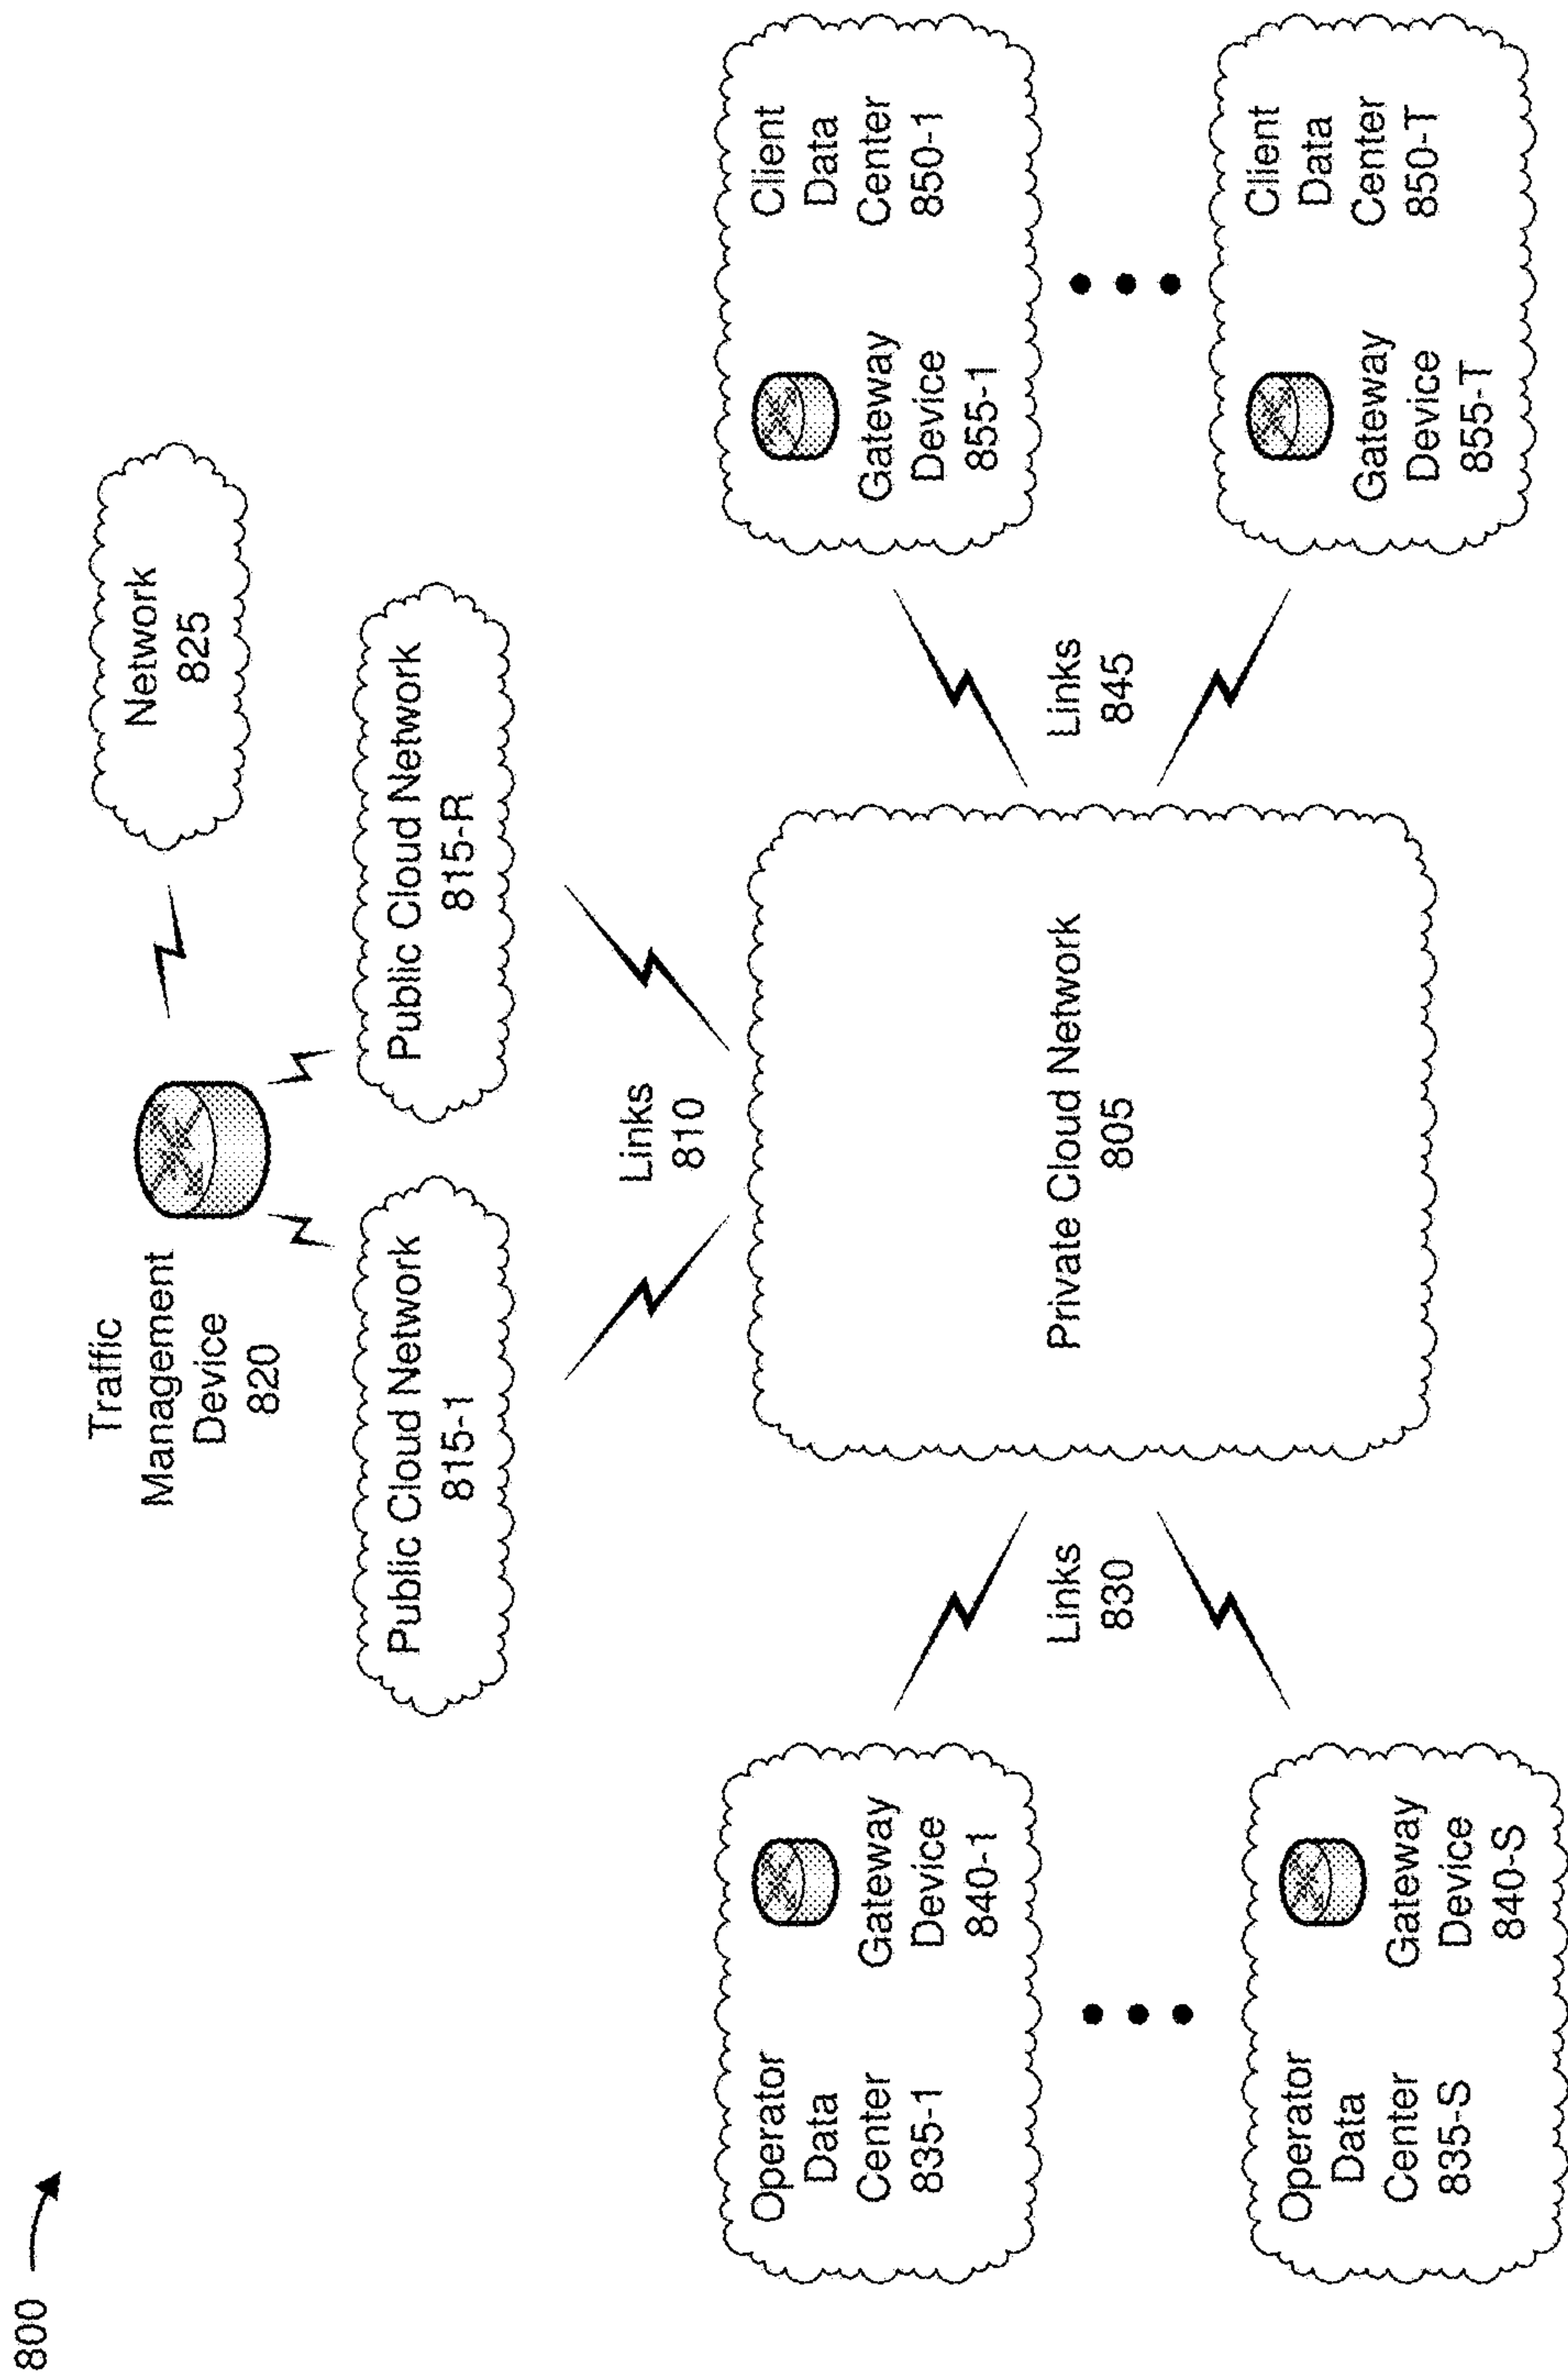 800
Traffic
Management
Device
820
Network
825
Public Cloud Network
815-1
Public Cloud Network
815-R
Links
810
Operator
Data
Center
835-1
Gateway
Device
840-1
Operator
Data
Center
835-S
Gateway
Device
840-S
Links
830
Private Cloud Network
805
Links
845
Gateway
Device
855-1
Client
Data
Center
850-1
Gateway
Device
855-T
Client
Data
Center
850-T